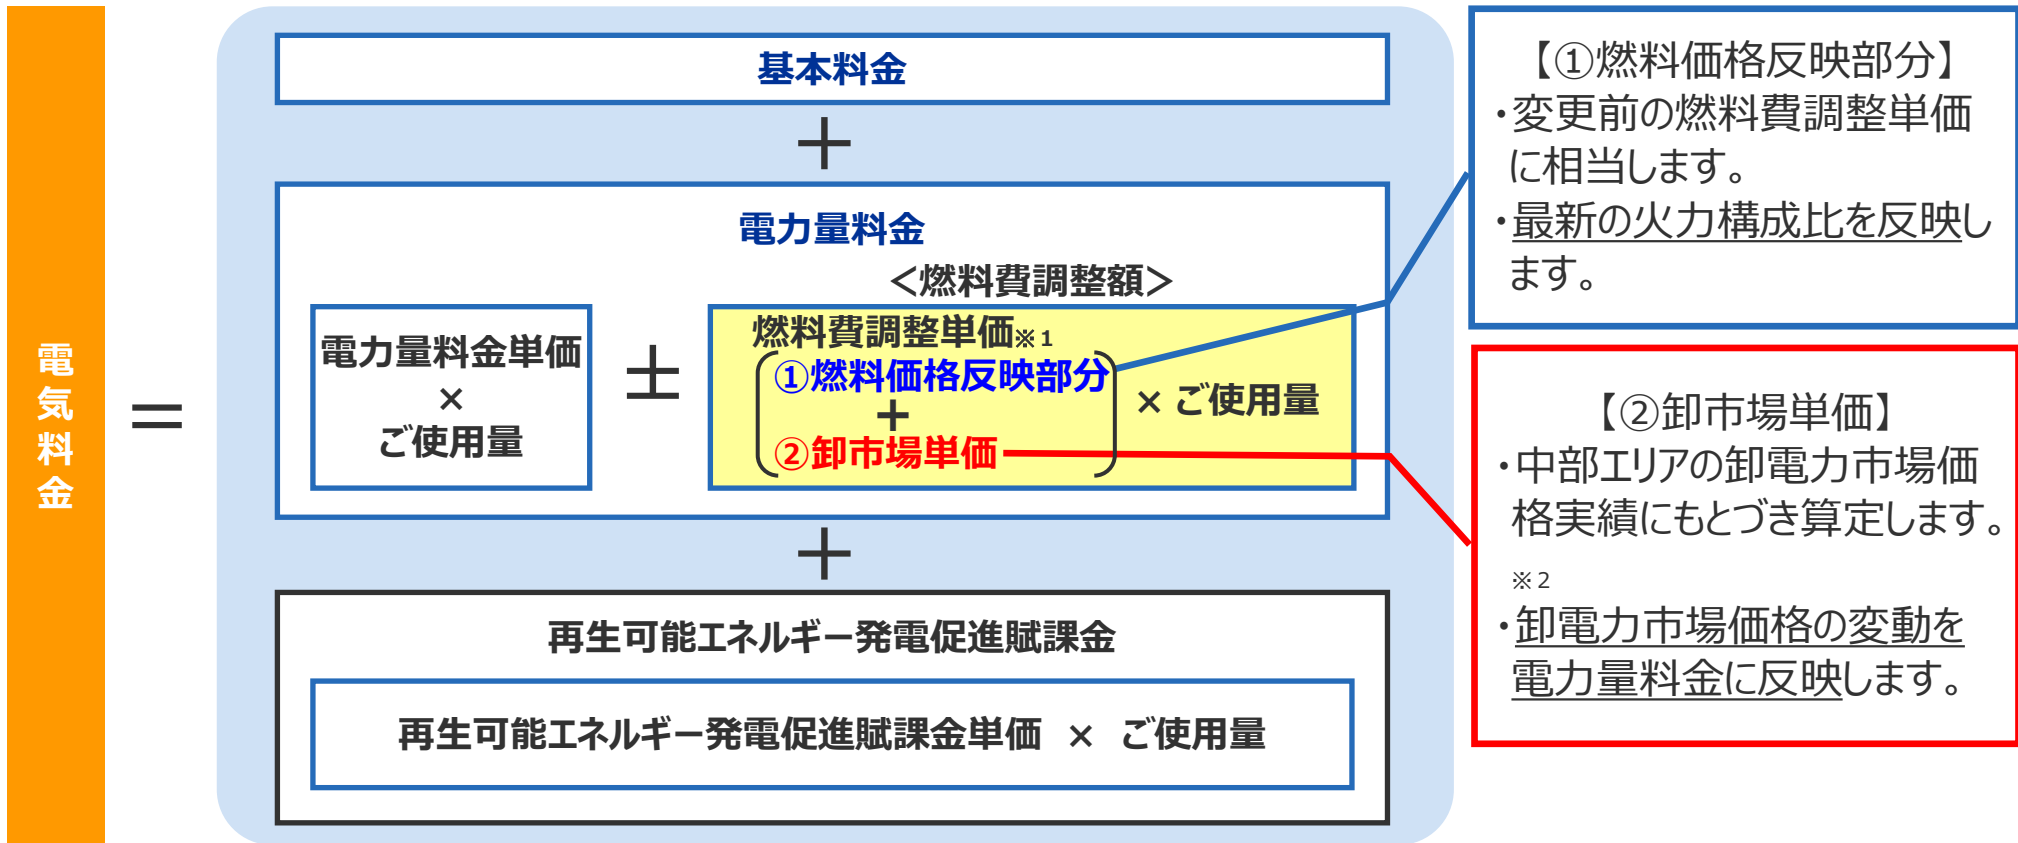 電気料金
＝
基本料金
＋
電力量料金
＜燃料費調整額＞
電力量料金単価
×
ご使用量
±
燃料費調整単価※1
①燃料価格反映部分
＋
②卸市場単価
× ご使用量
＋
再生可能エネルギー発電促進賦課金
再生可能エネルギー発電促進賦課金単価 × ご使用量
【①燃料価格反映部分】
・変更前の燃料費調整単価
に相当します。
・最新の火力構成比を反映し
ます。
【②卸市場単価】
・中部エリアの卸電力市場価
格実績にもとづき算定します。
※2
・卸電力市場価格の変動を
電力量料金に反映します。